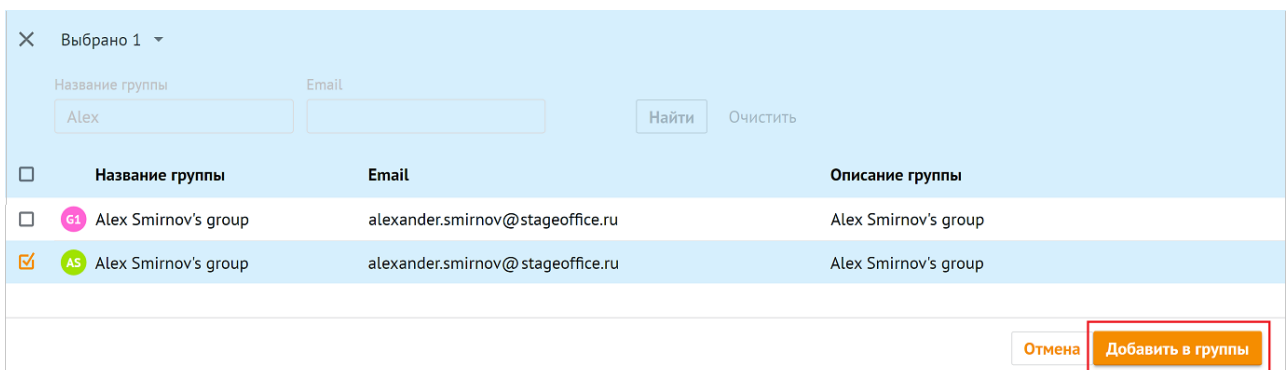 Выбрано 1
Название группы Email
Alex Найти Очистить
Название группы Email Описание группы
G1 Alex Smirnov's group alexander.smirnov@stageoffice.ru Alex Smirnov's group
AS Alex Smirnov's group alexander.smirnov@stageoffice.ru Alex Smirnov's group
Отмена Добавить в группы